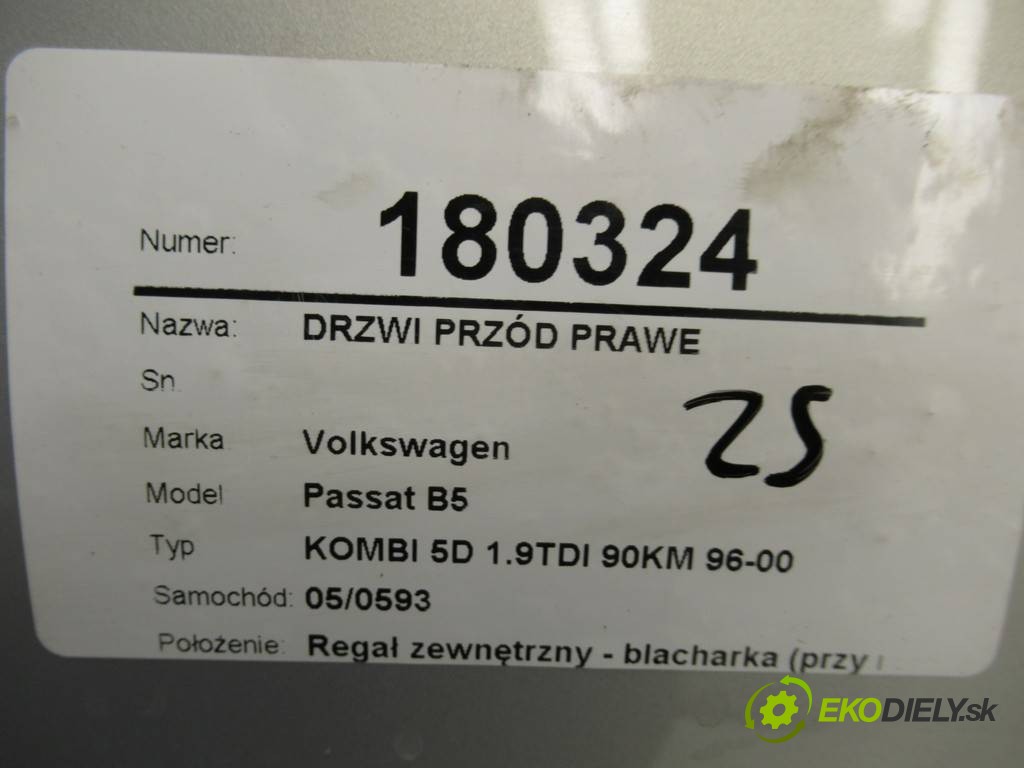 Numer: 180324
Nazwa: DRZWI PRZÓD PRAWE
Sn
25
Marka Volkswagen
Model Passat B5
Typ KOMBI 5D 1.9TDI 90KM 96-00
Samochód: 05/0593
Położenie: Regał zewnętrzny - blacharka (przy
EKODIELY.sk